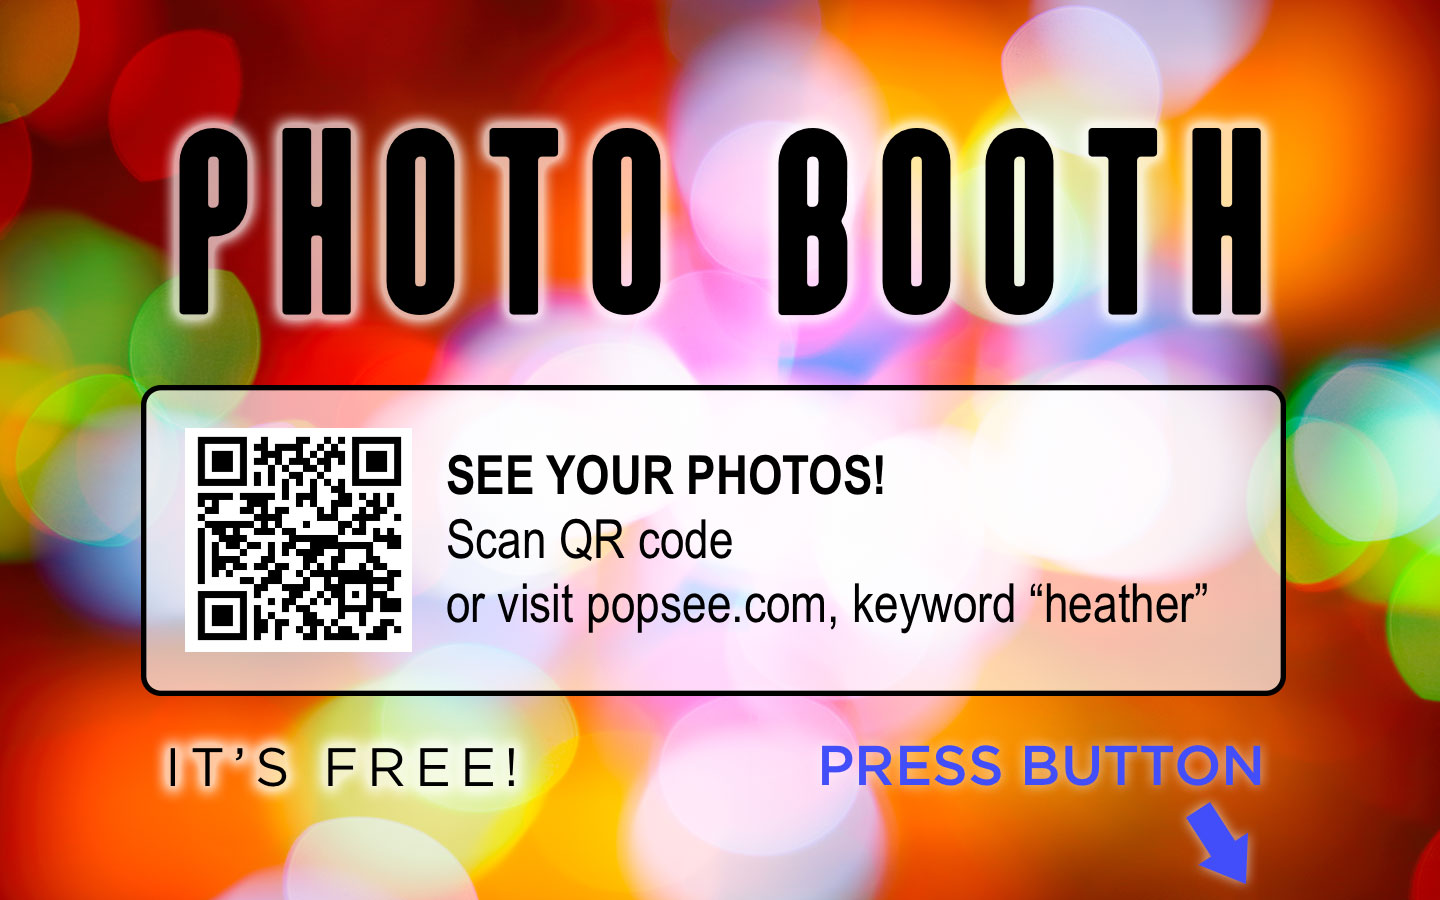 PHOTO BOOTH
SEE YOUR PHOTOS!
Scan QR code
or visit popsee.com, keyword “heather”
IT’S FREE!
PRESS BUTTON